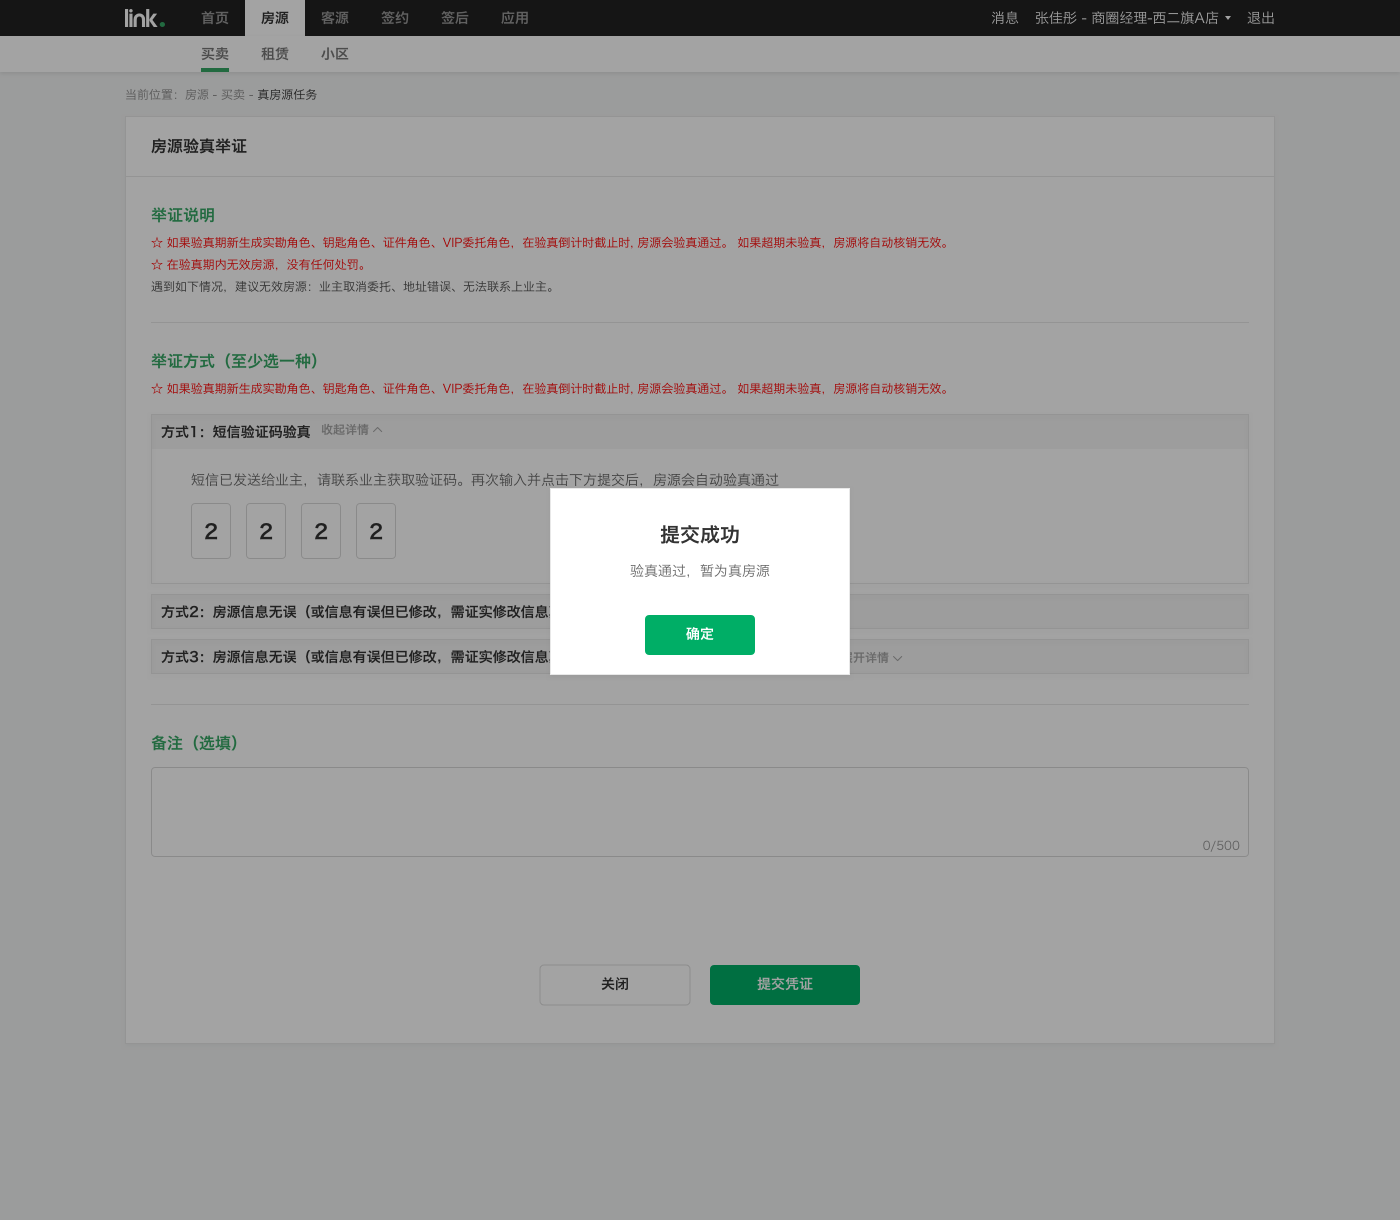 link.
首页 房源 客源 签约 签后 应用
消息 张佳彤 - 商圈经理-西二旗A店 退出
买卖 租赁 小区
当前位置：房源 - 买卖 - 真房源任务
房源验真举证
举证说明
☆ 如果验真期新生成实勘角色、钥匙角色、证件角色、VIP委托角色，在验真倒计时截止时, 房源会验真通过。 如果超期未验真，房源将自动核销无效。
☆ 在验真期内无效房源，没有任何处罚。
遇到如下情况，建议无效房源：业主取消委托、地址错误、无法联系上业主。
举证方式（至少选一种）
☆ 如果验真期新生成实勘角色、钥匙角色、证件角色、VIP委托角色，在验真倒计时截止时, 房源会验真通过。 如果超期未验真，房源将自动核销无效。
方式1：短信验证码验真 收起详情
短信已发送给业主，请联系业主获取验证码。再次输入并点击下方提交后，房源会自动验真通过
2 2 2 2
提交成功
验真通过，暂为真房源
确定
方式2：房源信息无误（或信息有误但已修改，需证实修改信息
方式3：房源信息无误（或信息有误但已修改，需证实修改信息
开详情
备注（选填）
0/500
关闭 提交凭证